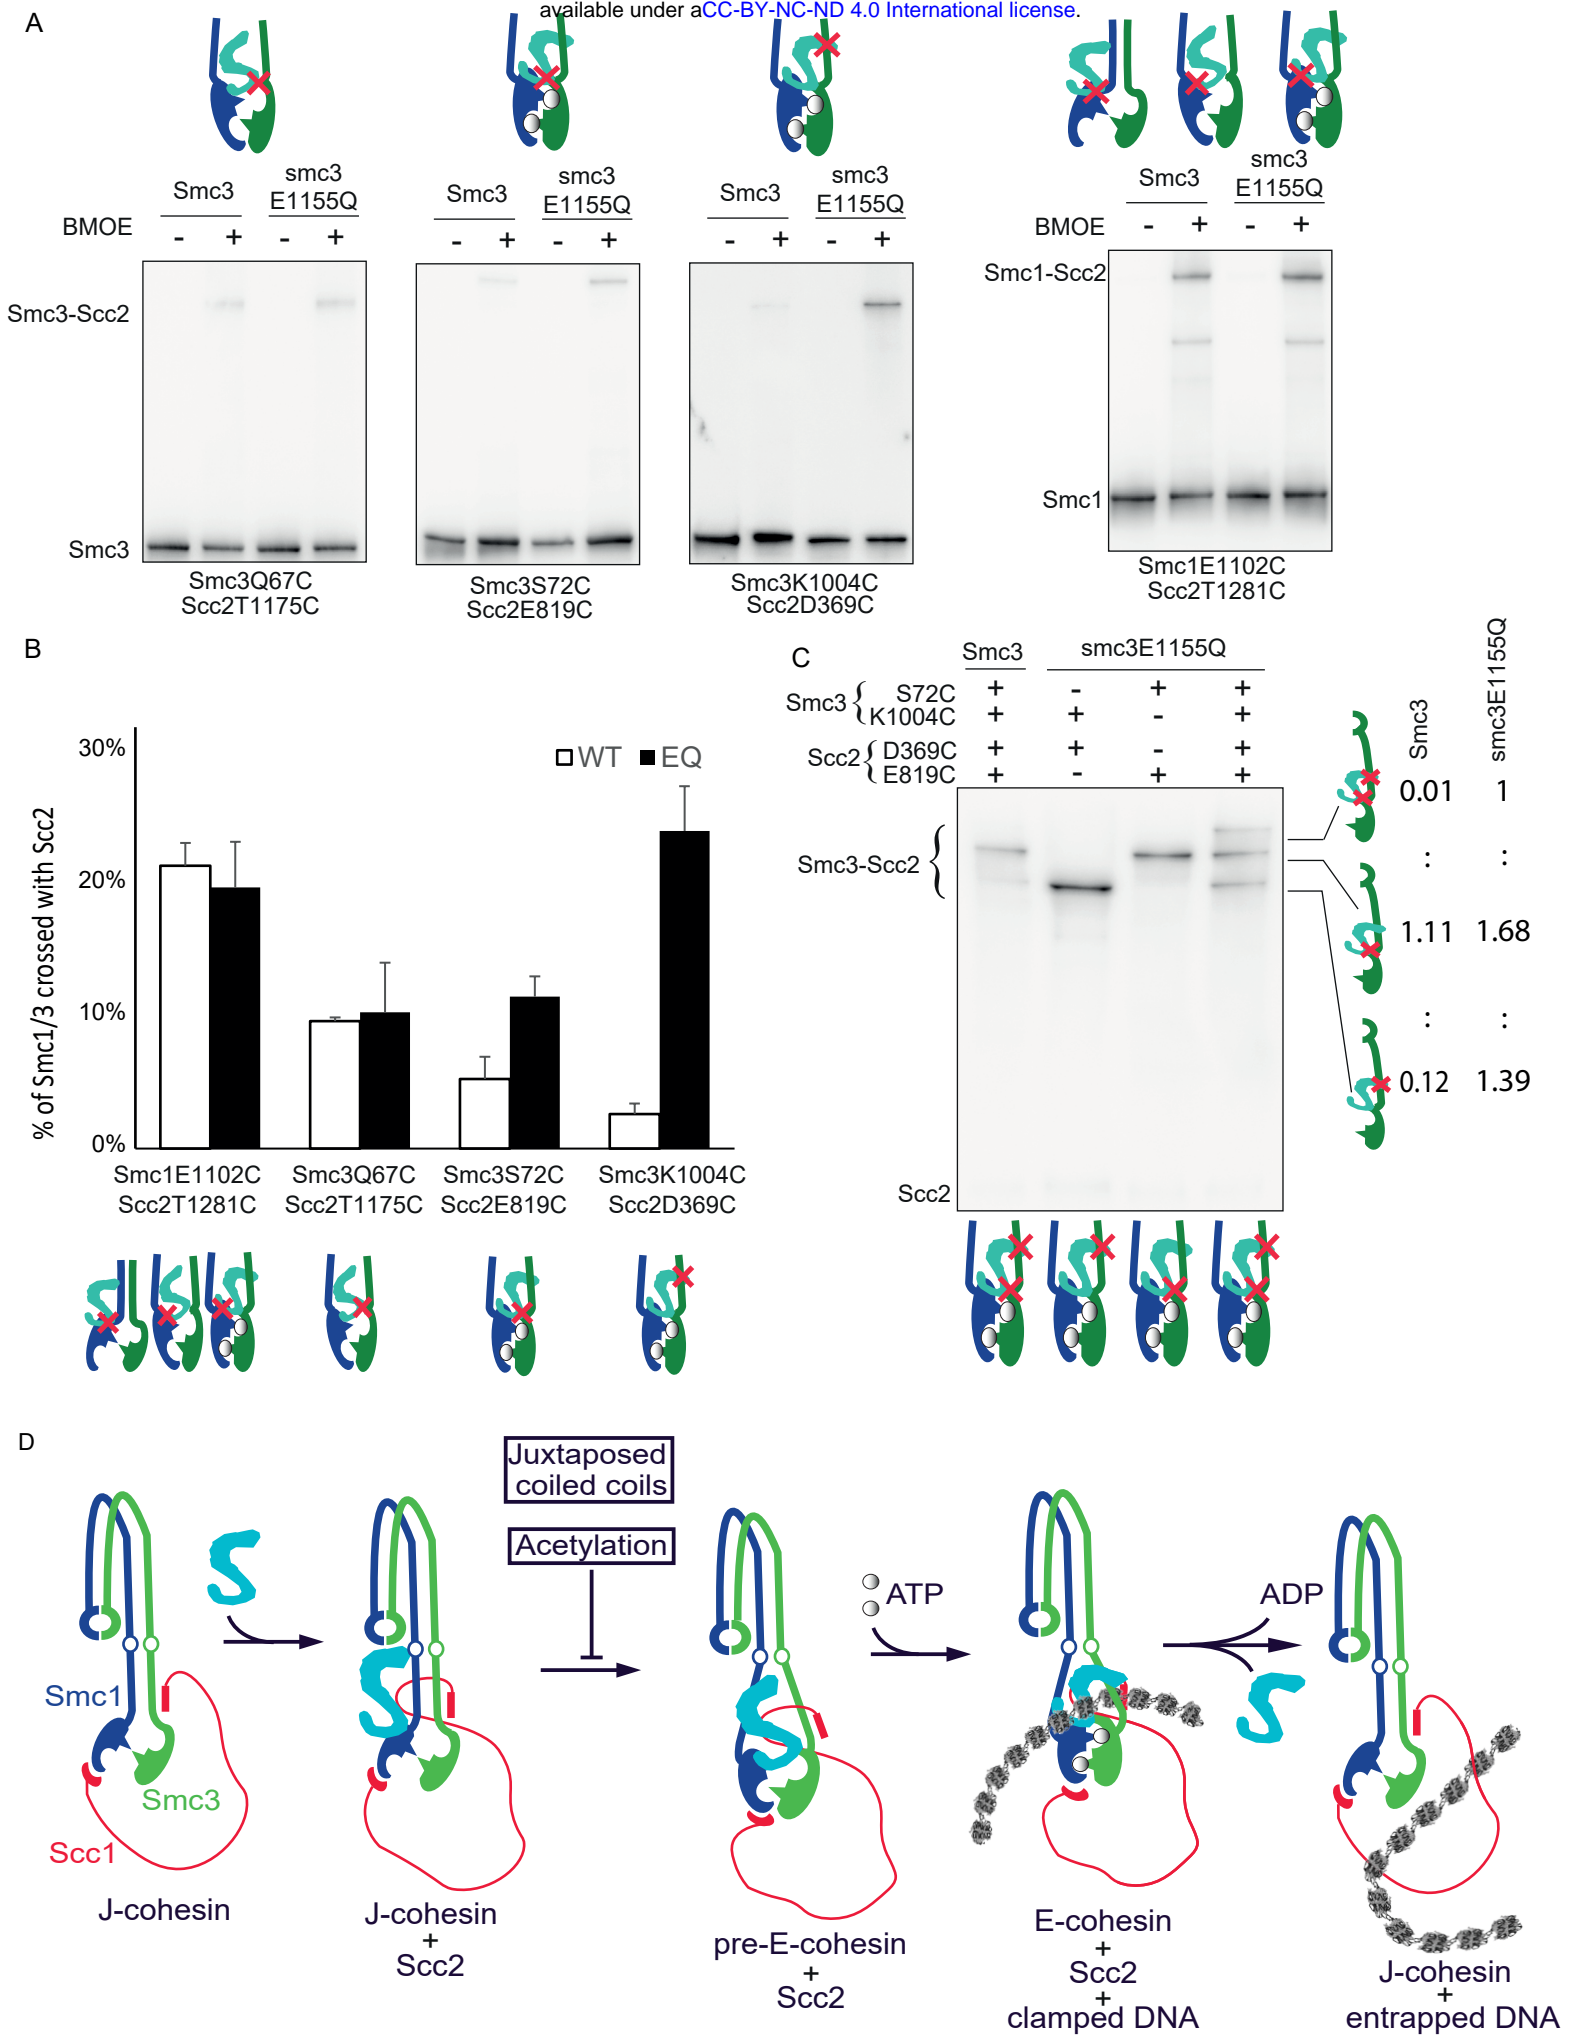 available under aCC-BY-NC-ND 4.0 International license.
A
Smc3
smc3
E1155Q
BMOE
- + - +
Smc3-Scc2
Smc3
Smc3Q67C
Scc2T1175C
Smc3
smc3
E1155Q
- + - +
Smc3S72C
Scc2E819C
Smc3
smc3
E1155Q
- + - +
Smc3K1004C
Scc2D369C
Smc3
smc3
E1155Q
BMOE
- + - +
Smc1-Scc2
Smc1
Smc1E1102C
Scc2T1281C
B
% of Smc1/3 crossed with Scc2
30%
20%
10%
0%
WT EQ
Smc1E1102C
Scc2T1281C
Smc3Q67C
Scc2T1175C
Smc3S72C
Scc2E819C
Smc3K1004C
Scc2D369C
C
Smc3 smc3E1155Q
Smc3 { S72C + - + +
K1004C + + - +
Scc2 { D369C + + - +
E819C + - + +
Smc3-Scc2 {
Scc2
Smc3 smc3E1155Q
0.01 1
: :
1.11 1.68
: :
0.12 1.39
D
Juxtaposed
coiled coils
Acetylation
ATP
ADP
Smc1
Smc3
Scc1
J-cohesin
J-cohesin
+
Scc2
pre-E-cohesin
+
Scc2
E-cohesin
+
Scc2
+
clamped DNA
J-cohesin
+
entrapped DNA